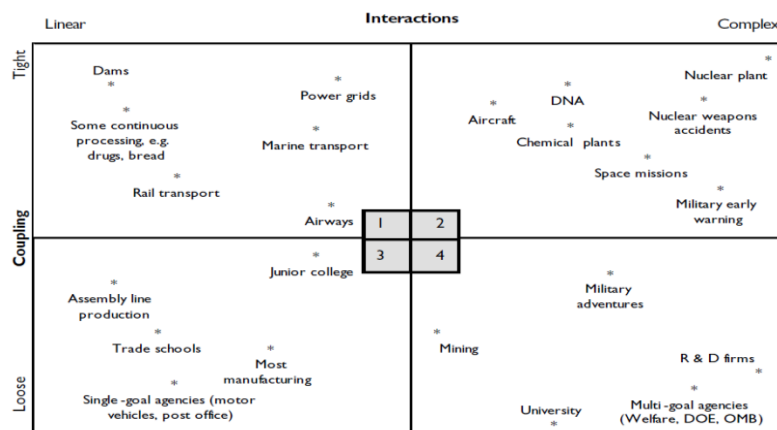 Interactions
Linear
Complex
Tight
Coupling
Loose
Dams
Some continuous
processing, e.g.
drugs, bread
Rail transport
Power grids
Marine transport
Airways
1
2
3
4
Aircraft
DNA
Chemical plants
Nuclear plant
Nuclear weapons
accidents
Space missions
Military early
warning
Junior college
Assembly line
production
Trade schools
Most
manufacturing
Single-goal agencies (motor
vehicles, post office)
Military
adventures
Mining
R & D firms
University
Multi-goal agencies
(Welfare, DOE, OMB)